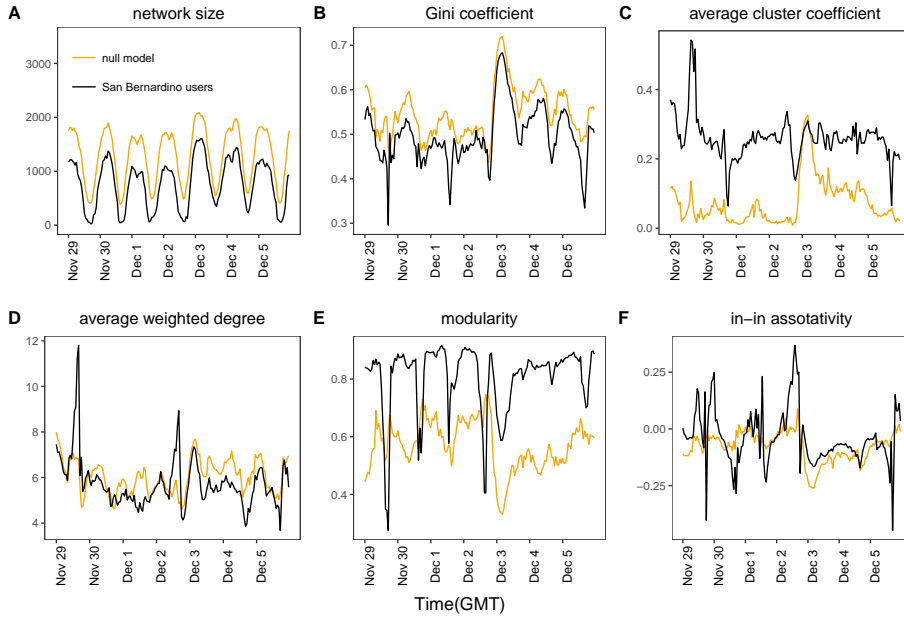 A network size
B Gini coefficient
C average cluster coefficient
3000
2000
1000
0
null model
San Bernardino users
Nov 29
Nov 30
Dec 1
Dec 2
Dec 3
Dec 4
Dec 5
0.7
0.6
0.5
0.4
0.3
Nov 29
Nov 30
Dec 1
Dec 2
Dec 3
Dec 4
Dec 5
0.4
0.2
0.0
Nov 29
Nov 30
Dec 1
Dec 2
Dec 3
Dec 4
Dec 5
D average weighted degree
E modularity
F in−in assotativity
12
10
8
6
4
Nov 29
Nov 30
Dec 1
Dec 2
Dec 3
Dec 4
Dec 5
0.8
0.6
0.4
Nov 29
Nov 30
Dec 1
Dec 2
Dec 3
Dec 4
Dec 5
0.25
0.00
−0.25
Nov 29
Nov 30
Dec 1
Dec 2
Dec 3
Dec 4
Dec 5
Time(GMT)